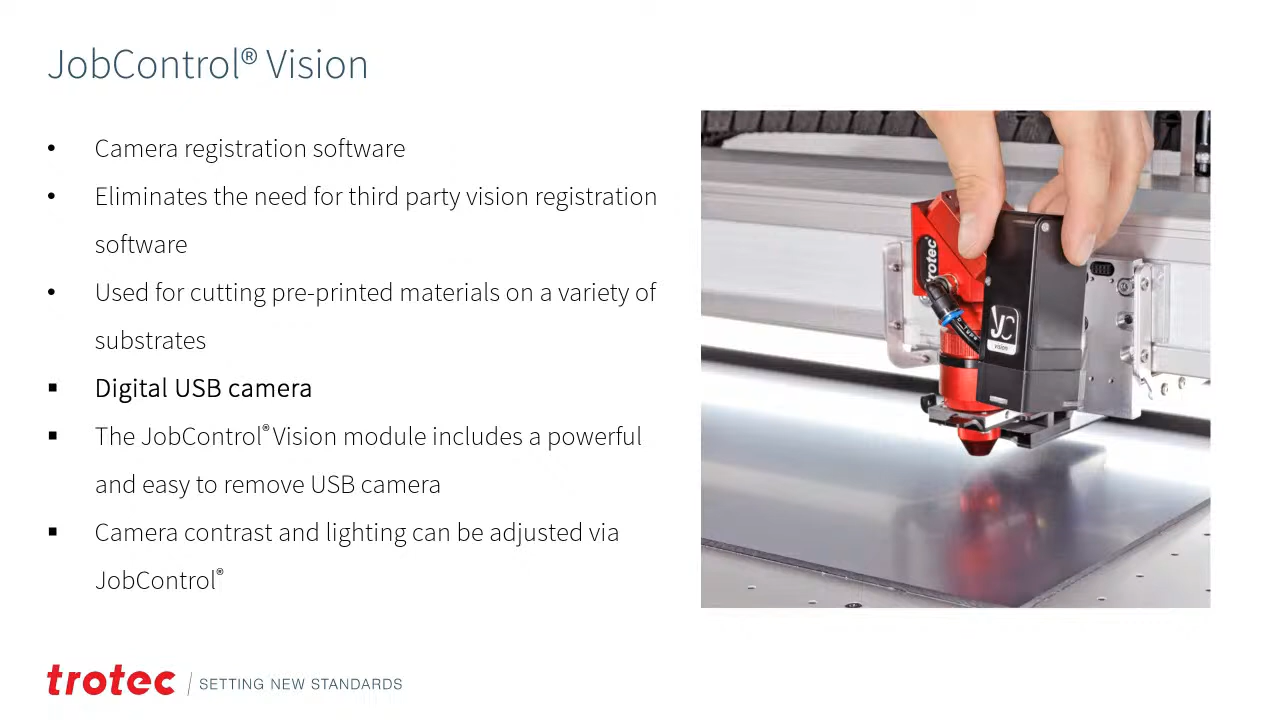 JobControl® Vision
• Camera registration software
• Eliminates the need for third party vision registration
software
• Used for cutting pre-printed materials on a variety of
substrates
▪ Digital USB camera
▪ The JobControl® Vision module includes a powerful
and easy to remove USB camera
▪ Camera contrast and lighting can be adjusted via
JobControl®
trotec
JC
vision
trotec / SETTING NEW STANDARDS